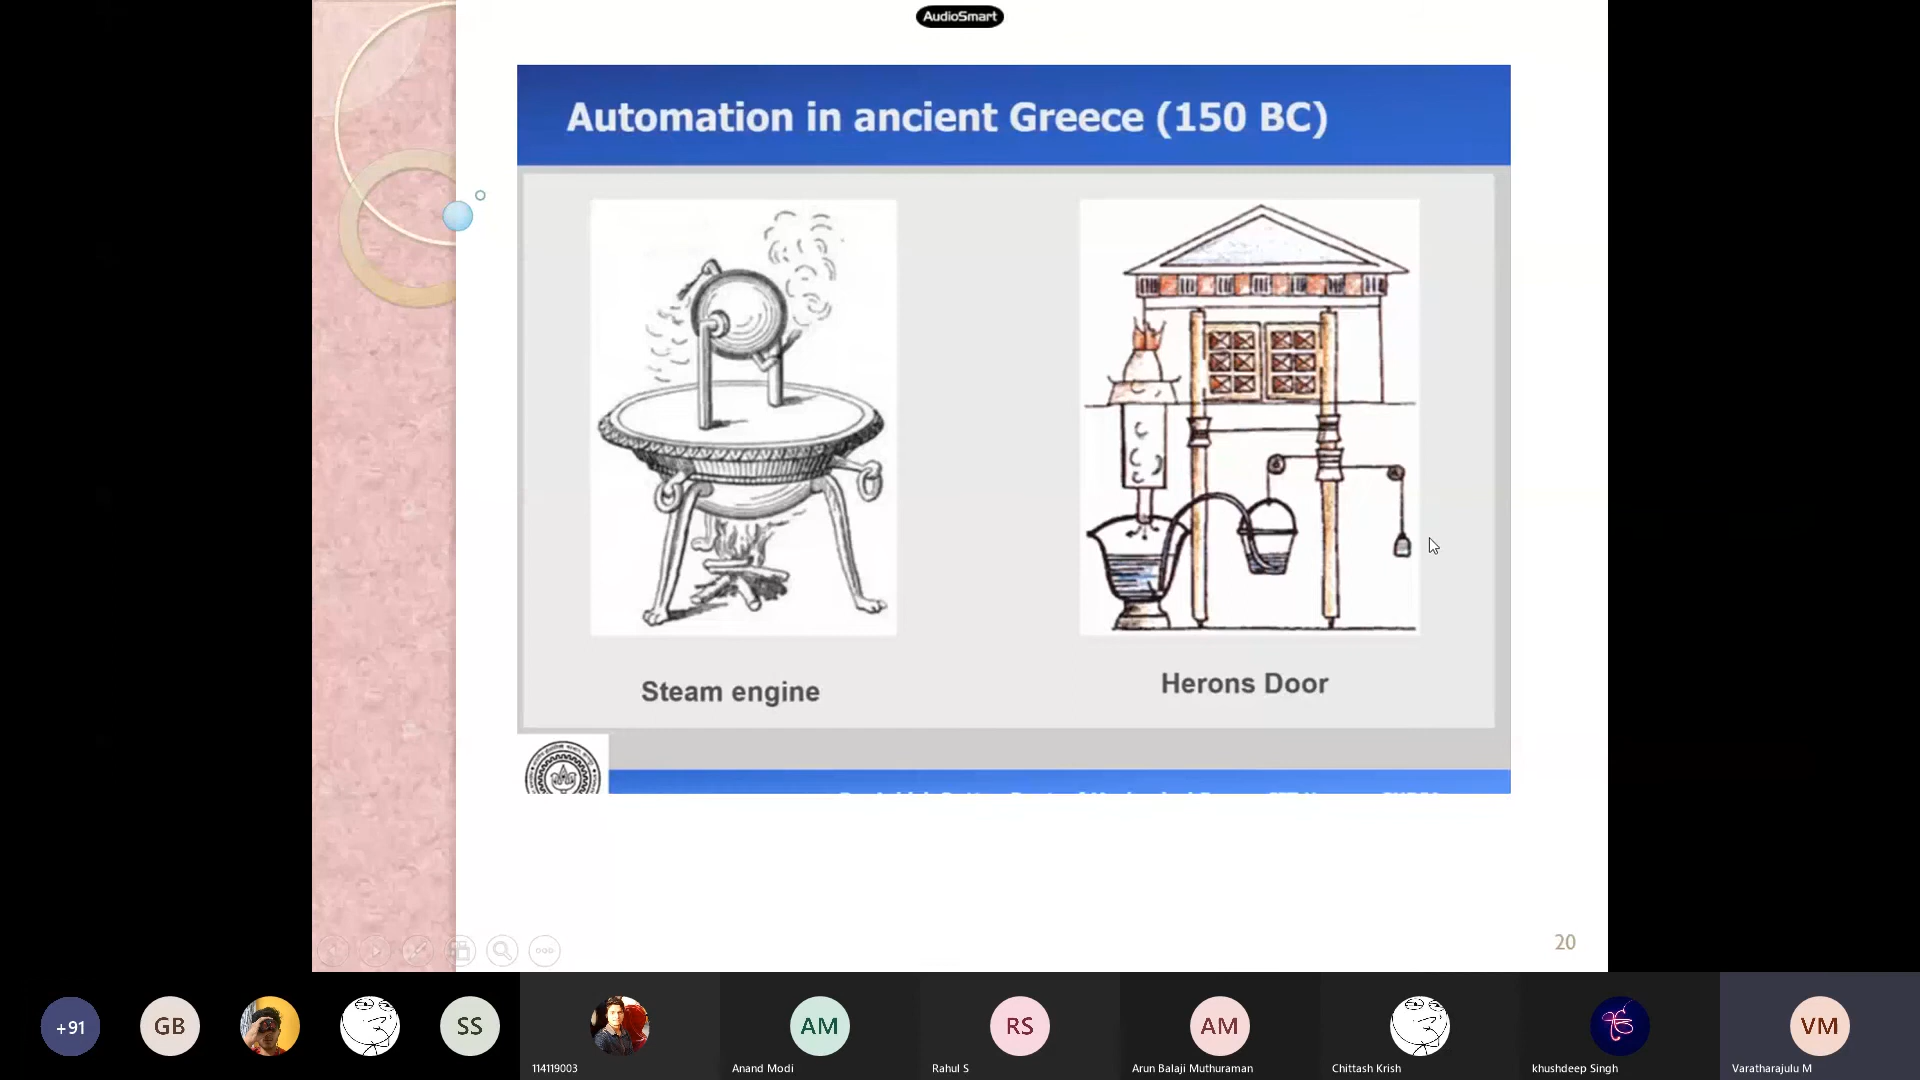 AudioSmart
Automation in ancient Greece (150 BC)
Steam engine
Herons Door
20
+91
GB
SS
AM
RS
AM
VM
114119003
Anand Modi
Rahul S
Arun Balaji Muthuraman
Chittash Krish
khushdeep Singh
Varatharajulu M